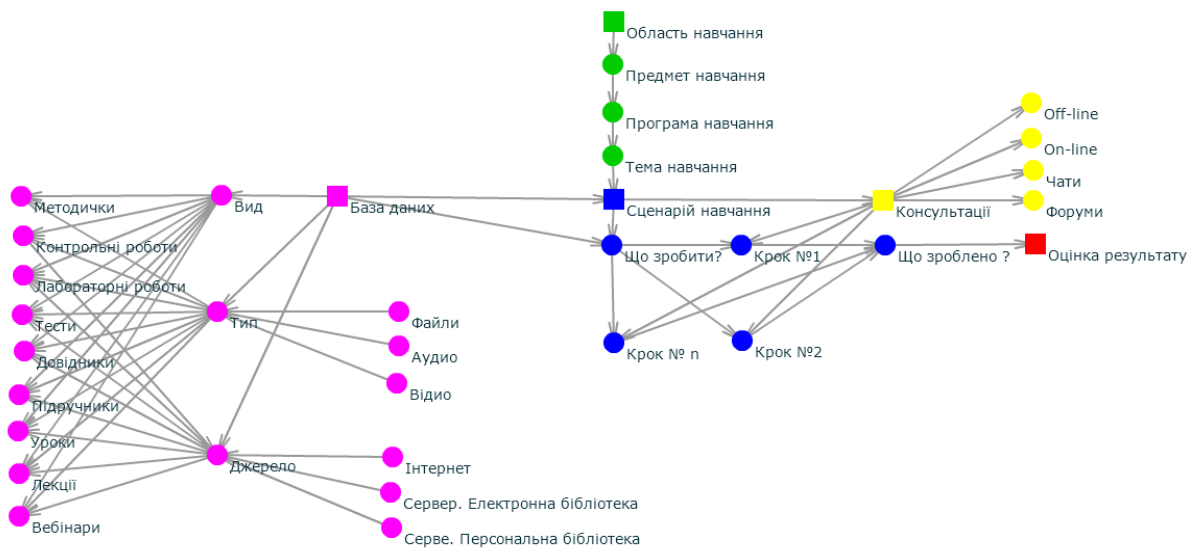 Область навчання
Предмет навчання
Програма навчання
Тема навчання
Сценарій навчання
Що зробити?
Крок №1
Крок № n
Крок №2
Що зроблено ?
Оцінка результату
Консультації
Off-line
On-line
Чати
Форуми
База даних
Вид
Тип
Джерело
Методички
Контрольні роботи
Лабораторні роботи
Тести
Довідники
Підручники
Уроки
Лекції
Вебінари
Файли
Аудио
Відио
Інтернет
Сервер. Електронна бібліотека
Серве. Персональна бібліотека